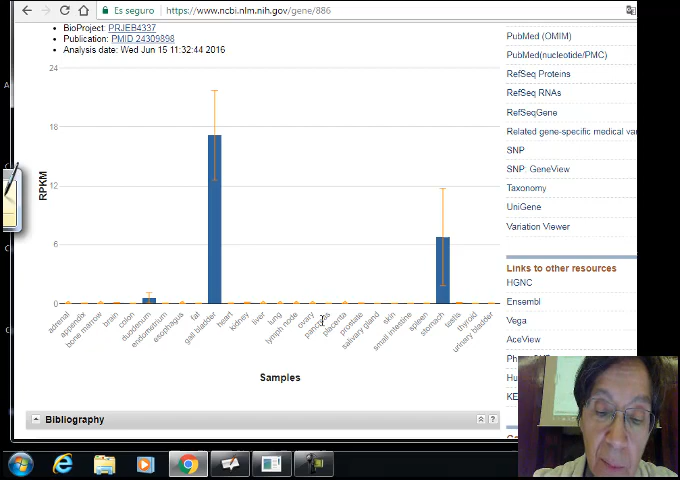 Es seguro https://www.ncbi.nlm.nih.gov/gene/886
BioProject: PRJEB4337
Publication: PMID 24309898
Analysis date: Wed Jun 15 11:32:44 2016
24
18
12
6
0
RPKM
adrenal
appendix
bone marrow
brain
colon
duodenum
endometrium
esophagus
fat
gall bladder
heart
kidney
liver
lung
lymph node
ovary
pancreas
placenta
prostate
salivary gland
skin
small intestine
spleen
stomach
testis
thyroid
urinary bladder
Samples
Bibliography
PubMed (OMIM)
PubMed(nucleotide/PMC)
RefSeq Proteins
RefSeq RNAs
RefSeqGene
Related gene-specific medical var
SNP
SNP: GeneView
Taxonomy
UniGene
Variation Viewer
Links to other resources
HGNC
Ensembl
Vega
AceView
Ph
Hu
KE